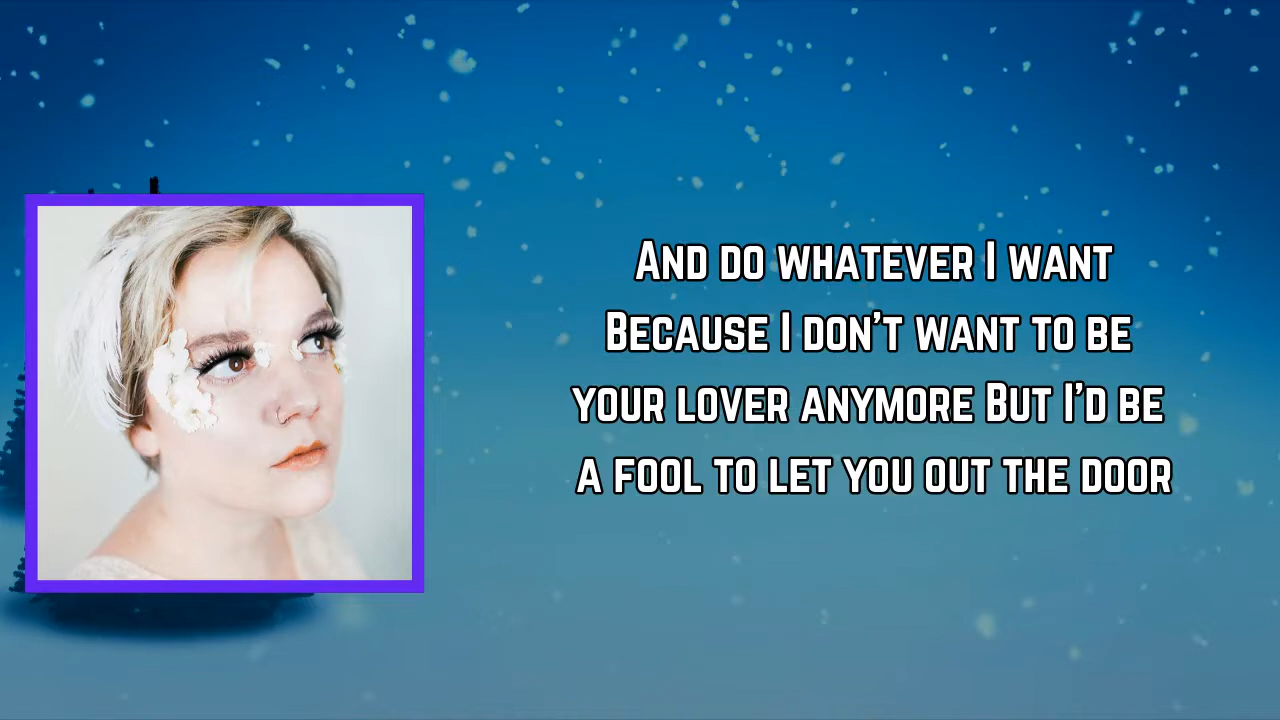 And do whatever I want
Because I don't want to be
your lover anymore But I'd be
a fool to let you out the door